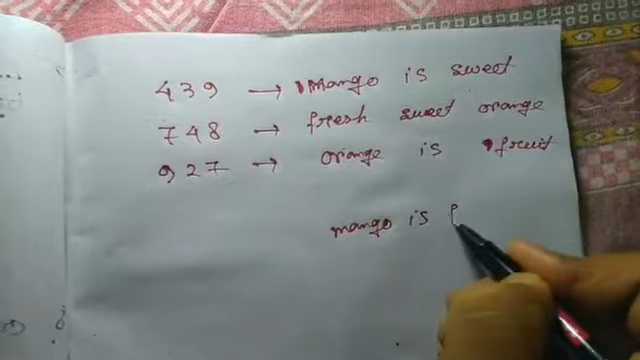 439 → Mango is sweet
748 → fresh sweet orange
927 → orange is fruit
mango is f